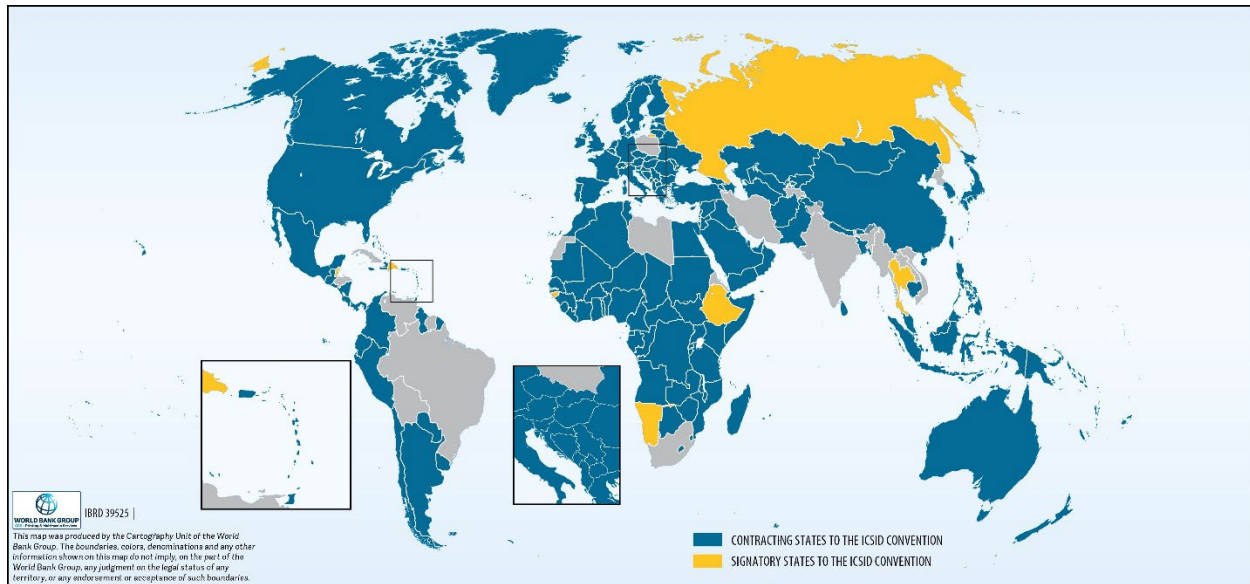 WORLD BANK GROUP
IBRD 39525 |
This map was produced by the Cartography Unit of the World
Bank Group. The boundaries, colors, denominations and any other
information shown on this map do not imply, on the part of the
World Bank Group, any judgment on the legal status of any
territory, or any endorsement or acceptance of such boundaries.
CONTRACTING STATES TO THE ICSID CONVENTION
SIGNATORY STATES TO THE ICSID CONVENTION